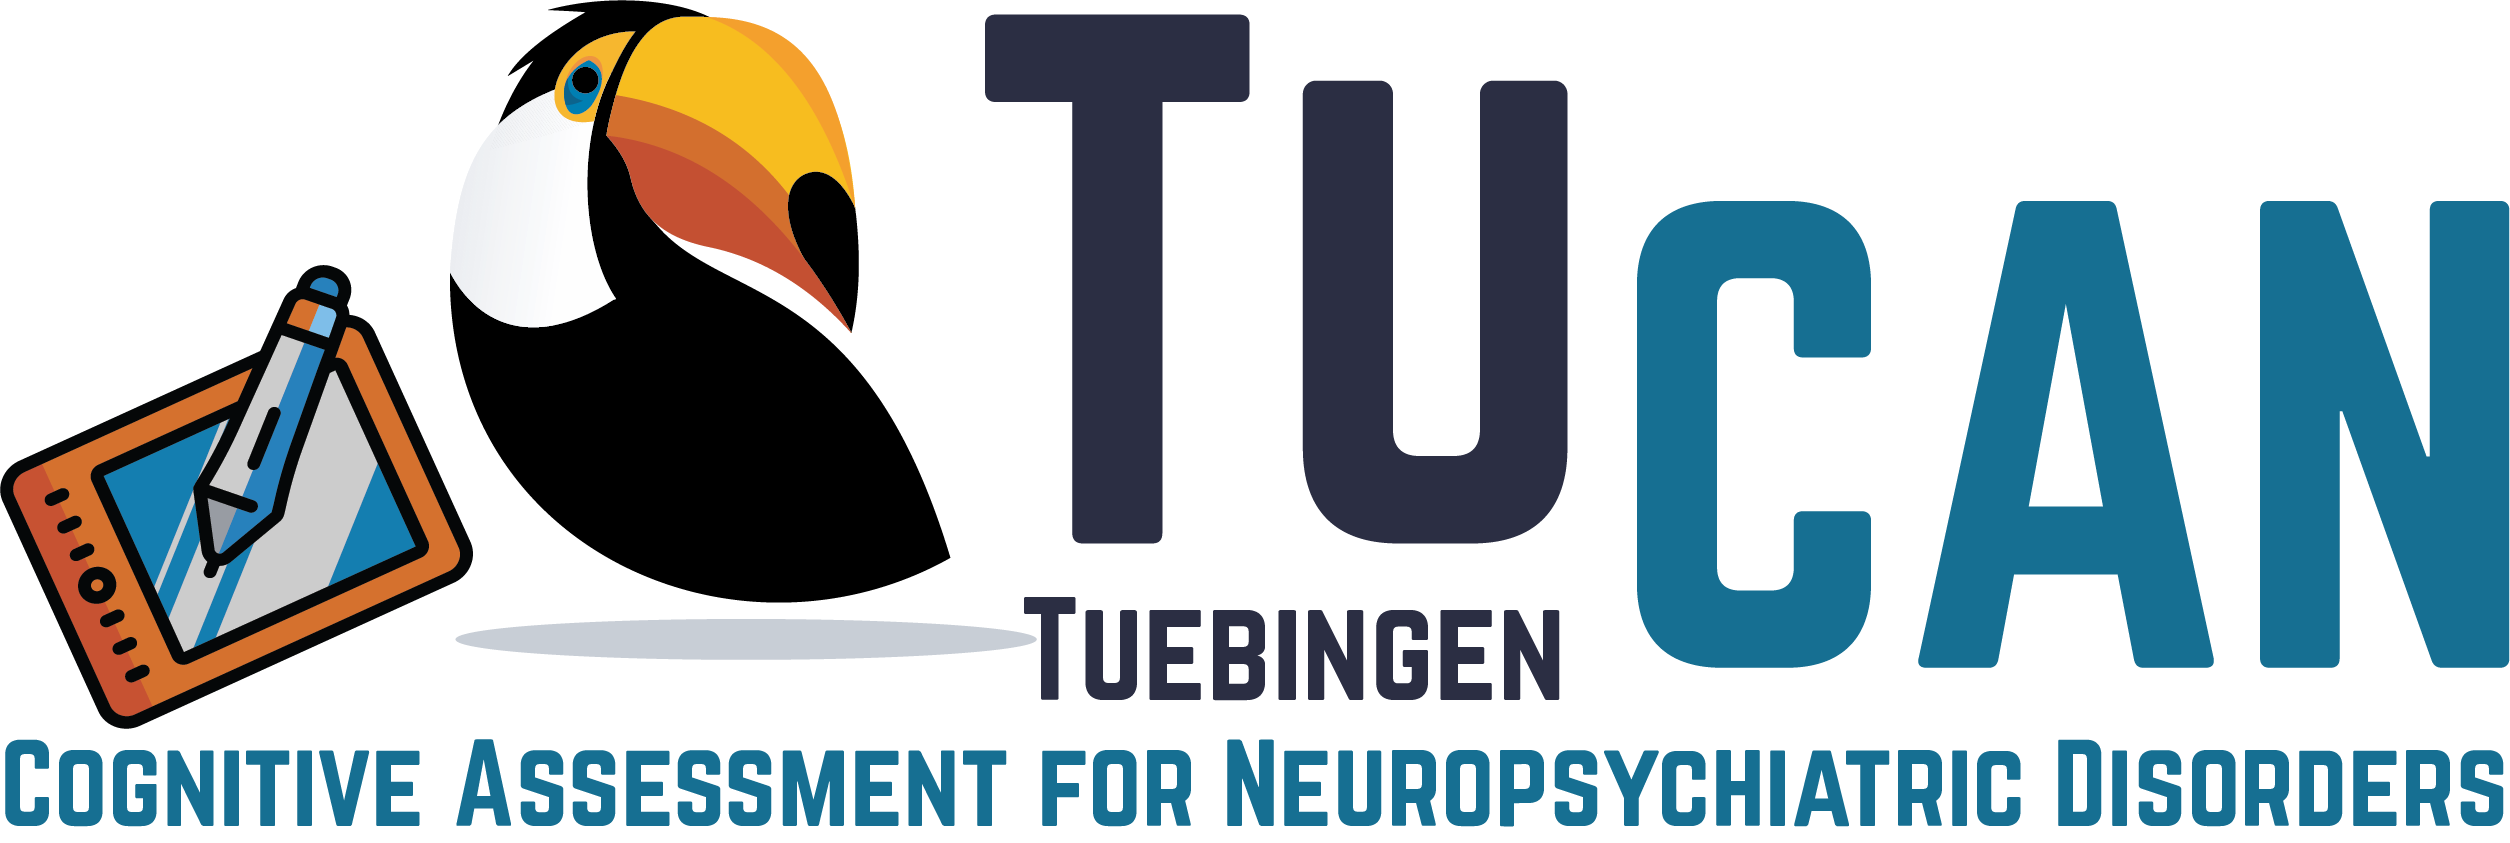 TUCAN
TUEBINGEN
COGNITIVE ASSESSMENT FOR NEUROPSYCHIATRIC DISORDERS